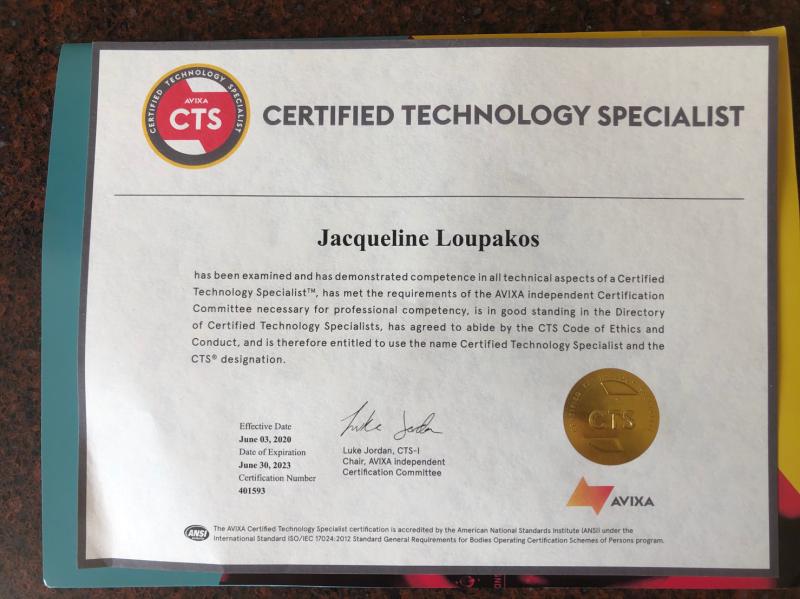 CERTIFIED TECHNOLOGY SPECIALIST
AVIXA
CTS
CERTIFIED TECHNOLOGY SPECIALIST
Jacqueline Loupakos
has been examined and has demonstrated competence in all technical aspects of a Certified
Technology Specialist™, has met the requirements of the AVIXA independent Certification
Committee necessary for professional competency, is in good standing in the Directory
of Certified Technology Specialists, has agreed to abide by the CTS Code of Ethics and
Conduct, and is therefore entitled to use the name Certified Technology Specialist and the
CTS® designation.
Effective Date
June 03, 2020
Date of Expiration
June 30, 2023
Certification Number
401593
Luke Jordan
Luke Jordan, CTS-I
Chair, AVIXA independent
Certification Committee
CTS
AVIXA
ANSI
The AVIXA Certified Technology Specialist certification is accredited by the American National Standards Institute (ANSI) under the
International Standard ISO/IEC 17024:2012 Standard General Requirements for Bodies Operating Certification Schemes of Persons program.